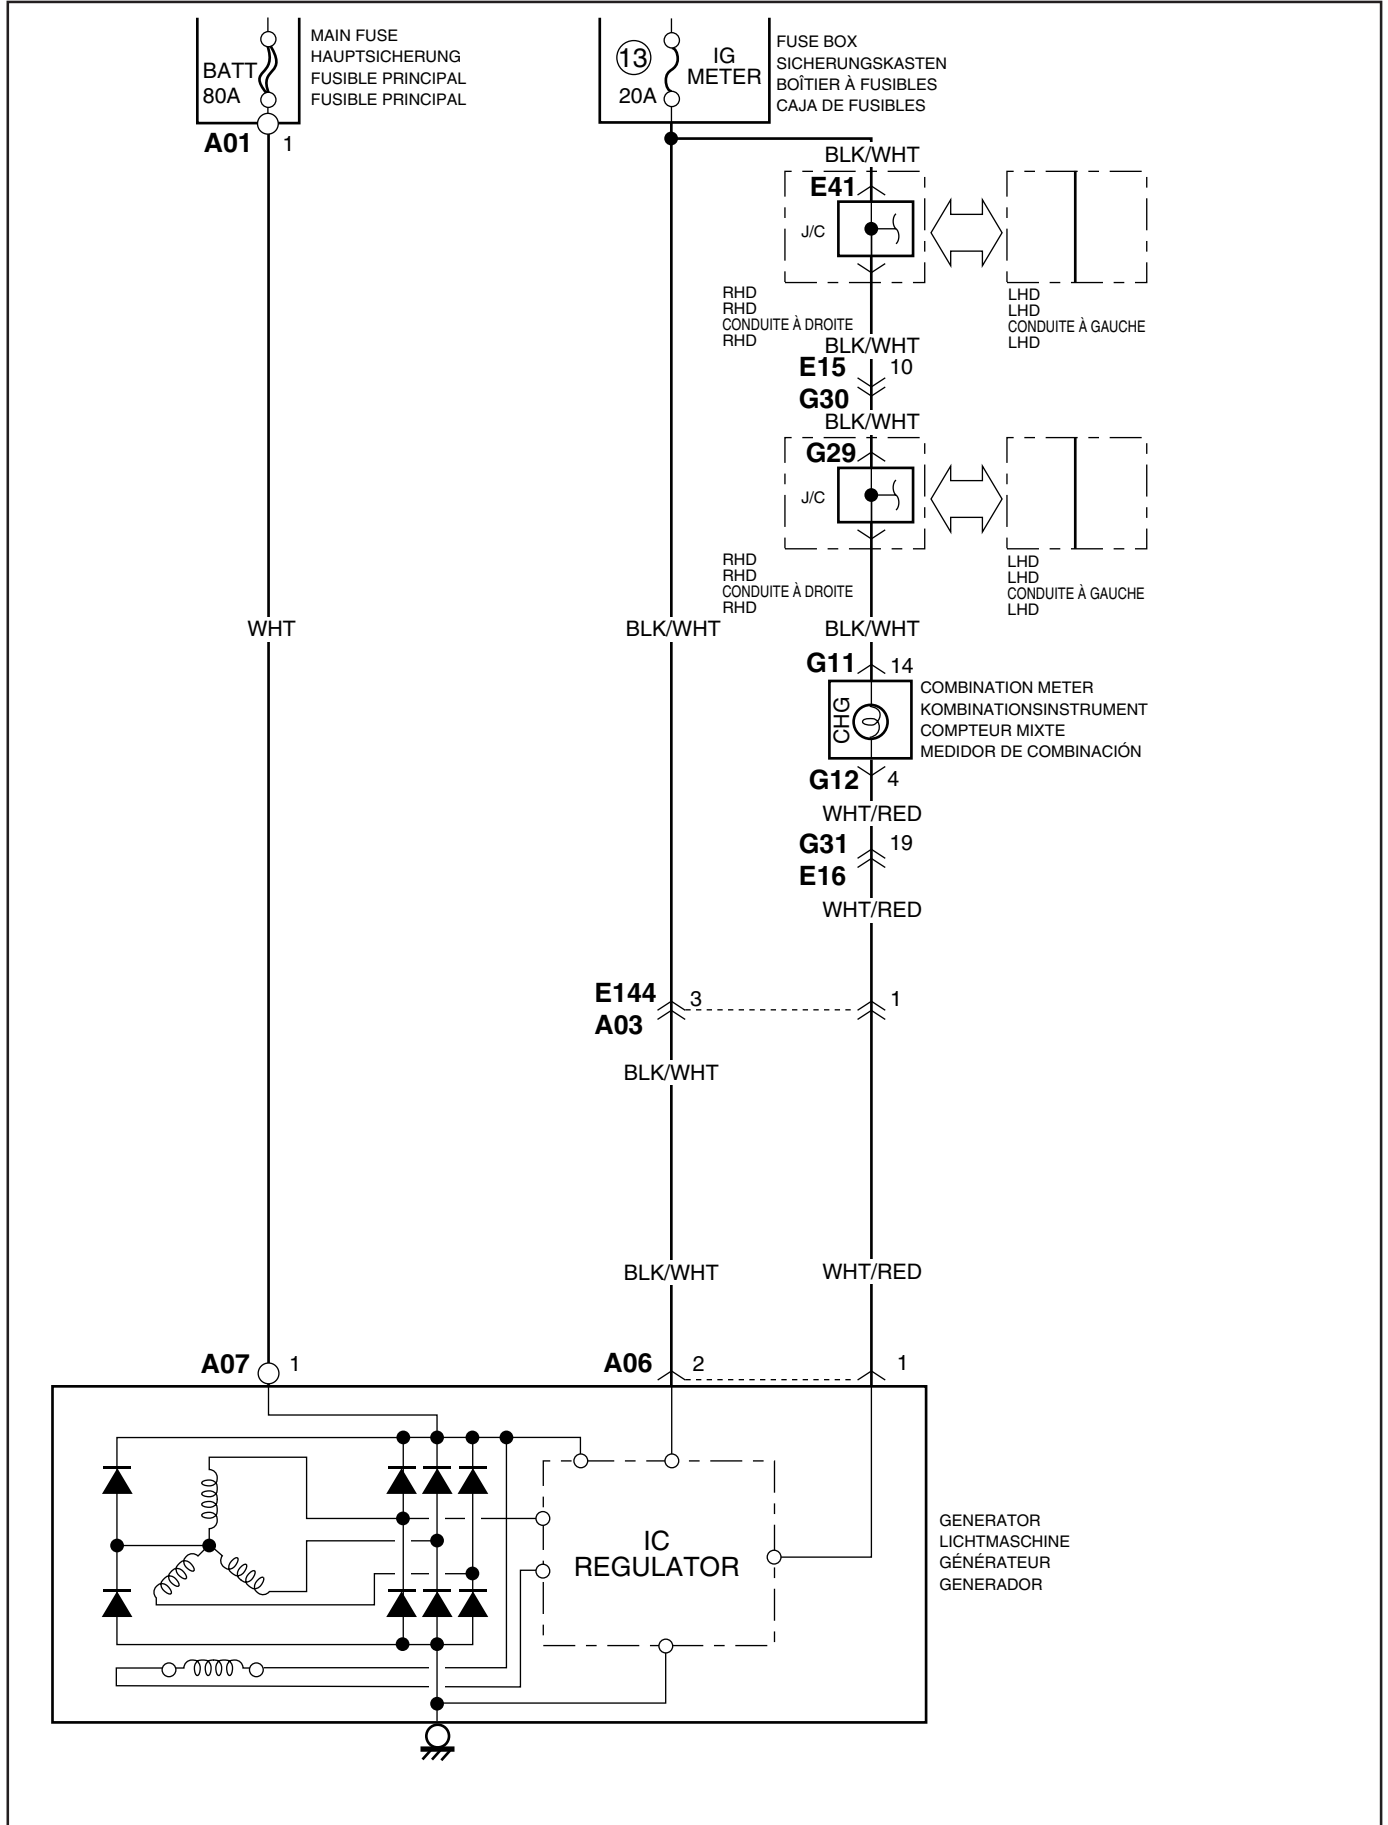 MAIN FUSE
HAUPTSICHERUNG
FUSIBLE PRINCIPAL
FUSIBLE PRINCIPAL
BATT
80A
A01 1
13
20A
IG
METER
FUSE BOX
SICHERUNGSKASTEN
BOÎTIER À FUSIBLES
CAJA DE FUSIBLES
BLK/WHT
E41
J/C
RHD
RHD
CONDUITE À DROITE
RHD
LHD
LHD
CONDUITE À GAUCHE
LHD
BLK/WHT
E15 10
G30
BLK/WHT
G29
J/C
RHD
RHD
CONDUITE À DROITE
RHD
LHD
LHD
CONDUITE À GAUCHE
LHD
WHT
BLK/WHT
BLK/WHT
G11 14
CHG
COMBINATION METER
KOMBINATIONSINSTRUMENT
COMPTEUR MIXTE
MEDIDOR DE COMBINACIÓN
G12 4
WHT/RED
G31 19
E16
WHT/RED
E144 3 1
A03
BLK/WHT
BLK/WHT
WHT/RED
A07 1
A06 2 1
IC
REGULATOR
GENERATOR
LICHTMASCHINE
GÉNÉRATEUR
GENERADOR